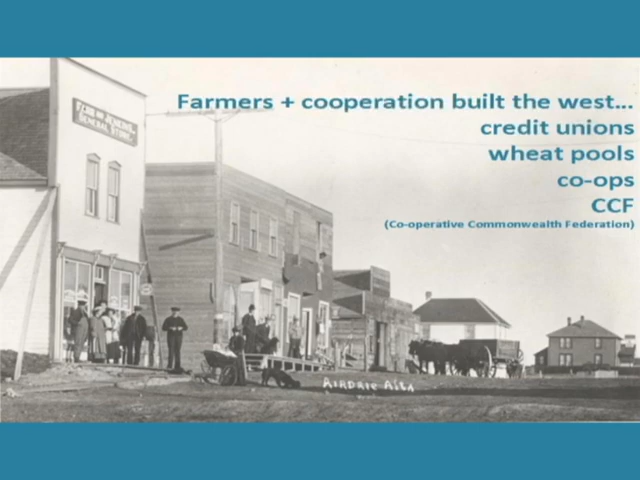 Farmers + cooperation built the west...
credit unions
wheat pools
co-ops
CCF
(Co-operative Commonwealth Federation)
GENERAL STORE
AIRDRIE ALTA